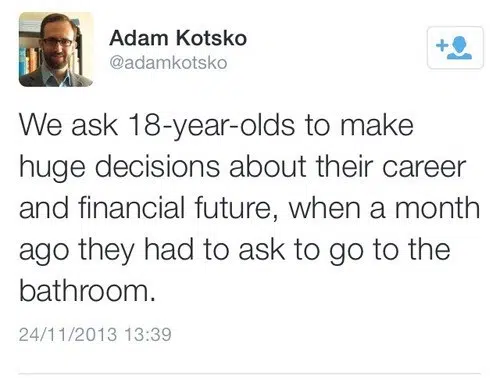 Adam Kotsko
@adamkotsko
We ask 18-year-olds to make
huge decisions about their career
and financial future, when a month
ago they had to ask to go to the
bathroom.
24/11/2013 13:39